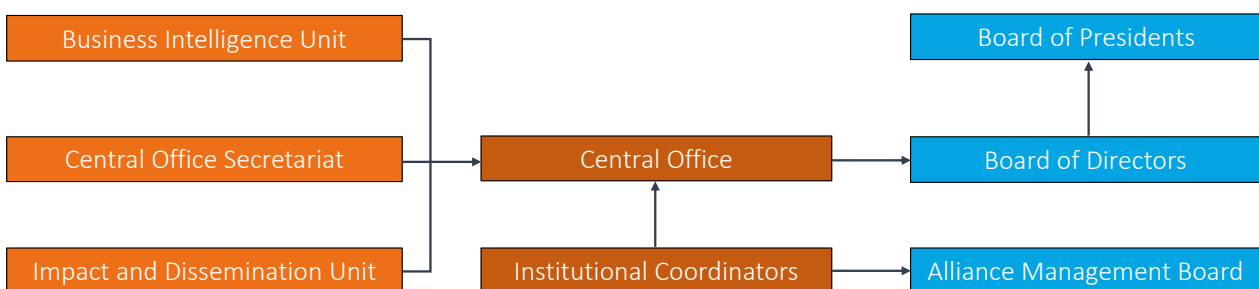 Business Intelligence Unit
Board of Presidents
Central Office Secretariat
Central Office
Board of Directors
Impact and Dissemination Unit
Institutional Coordinators
Alliance Management Board